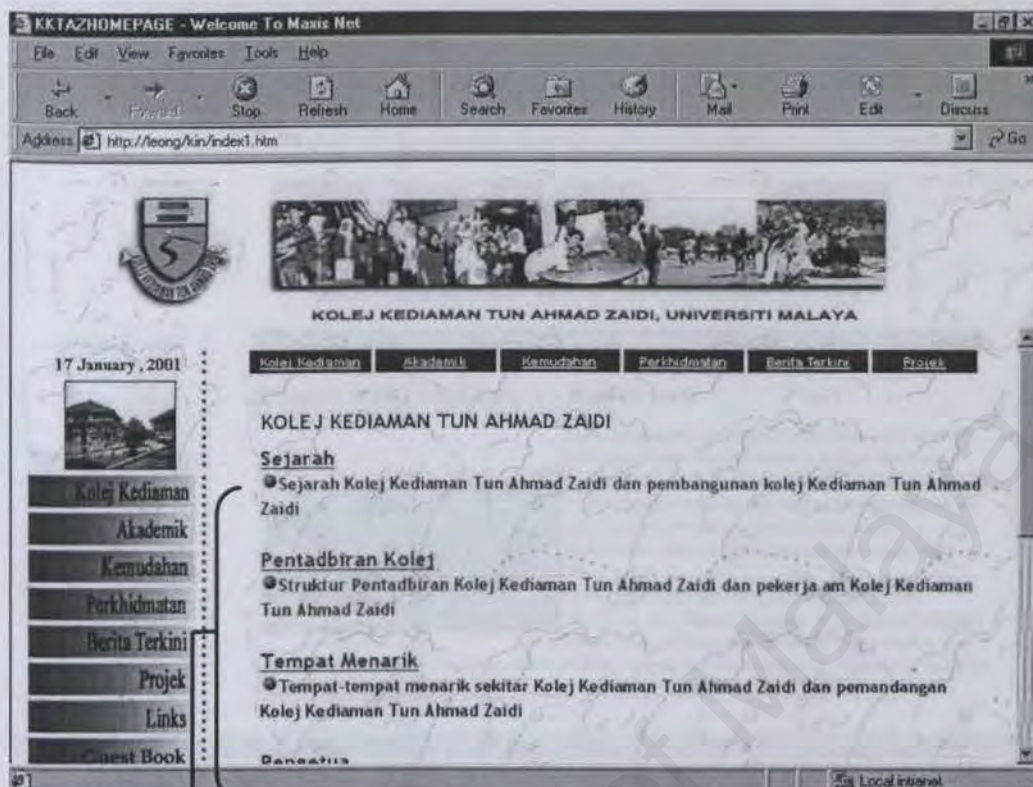 KKTAZHOMEPAGE - Welcome To Maxis Net
File Edit View Favorites Tools Help
Back Forward Stop Refresh Home Search Favorites History Mail Print Edit Discuss
Address http://leong/kin/index1.htm Go
KOLEJ KEDIAMAN TUN AHMAD ZAIDI, UNIVERSITI MALAYA
17 January , 2001
Kolej Kediaman Akademik Kemudahan Perkhidmatan Berita Terkini Projek
Kolej Kediaman
Akademik
Kemudahan
Perkhidmatan
Berita Terkini
Projek
Links
Guest Book
KOLEJ KEDIAMAN TUN AHMAD ZAIDI
Sejarah
Sejarah Kolej Kediaman Tun Ahmad Zaidi dan pembangunan kolej Kediaman Tun Ahmad
Zaidi
Pentadbiran Kolej
Struktur Pentadbiran Kolej Kediaman Tun Ahmad Zaidi dan pekerja am Kolej Kediaman
Tun Ahmad Zaidi
Tempat Menarik
Tempat-tempat menarik sekitar Kolej Kediaman Tun Ahmad Zaidi dan pemandangan
Kolej Kediaman Tun Ahmad Zaidi
Pengetua
Local intranet
of Malaya